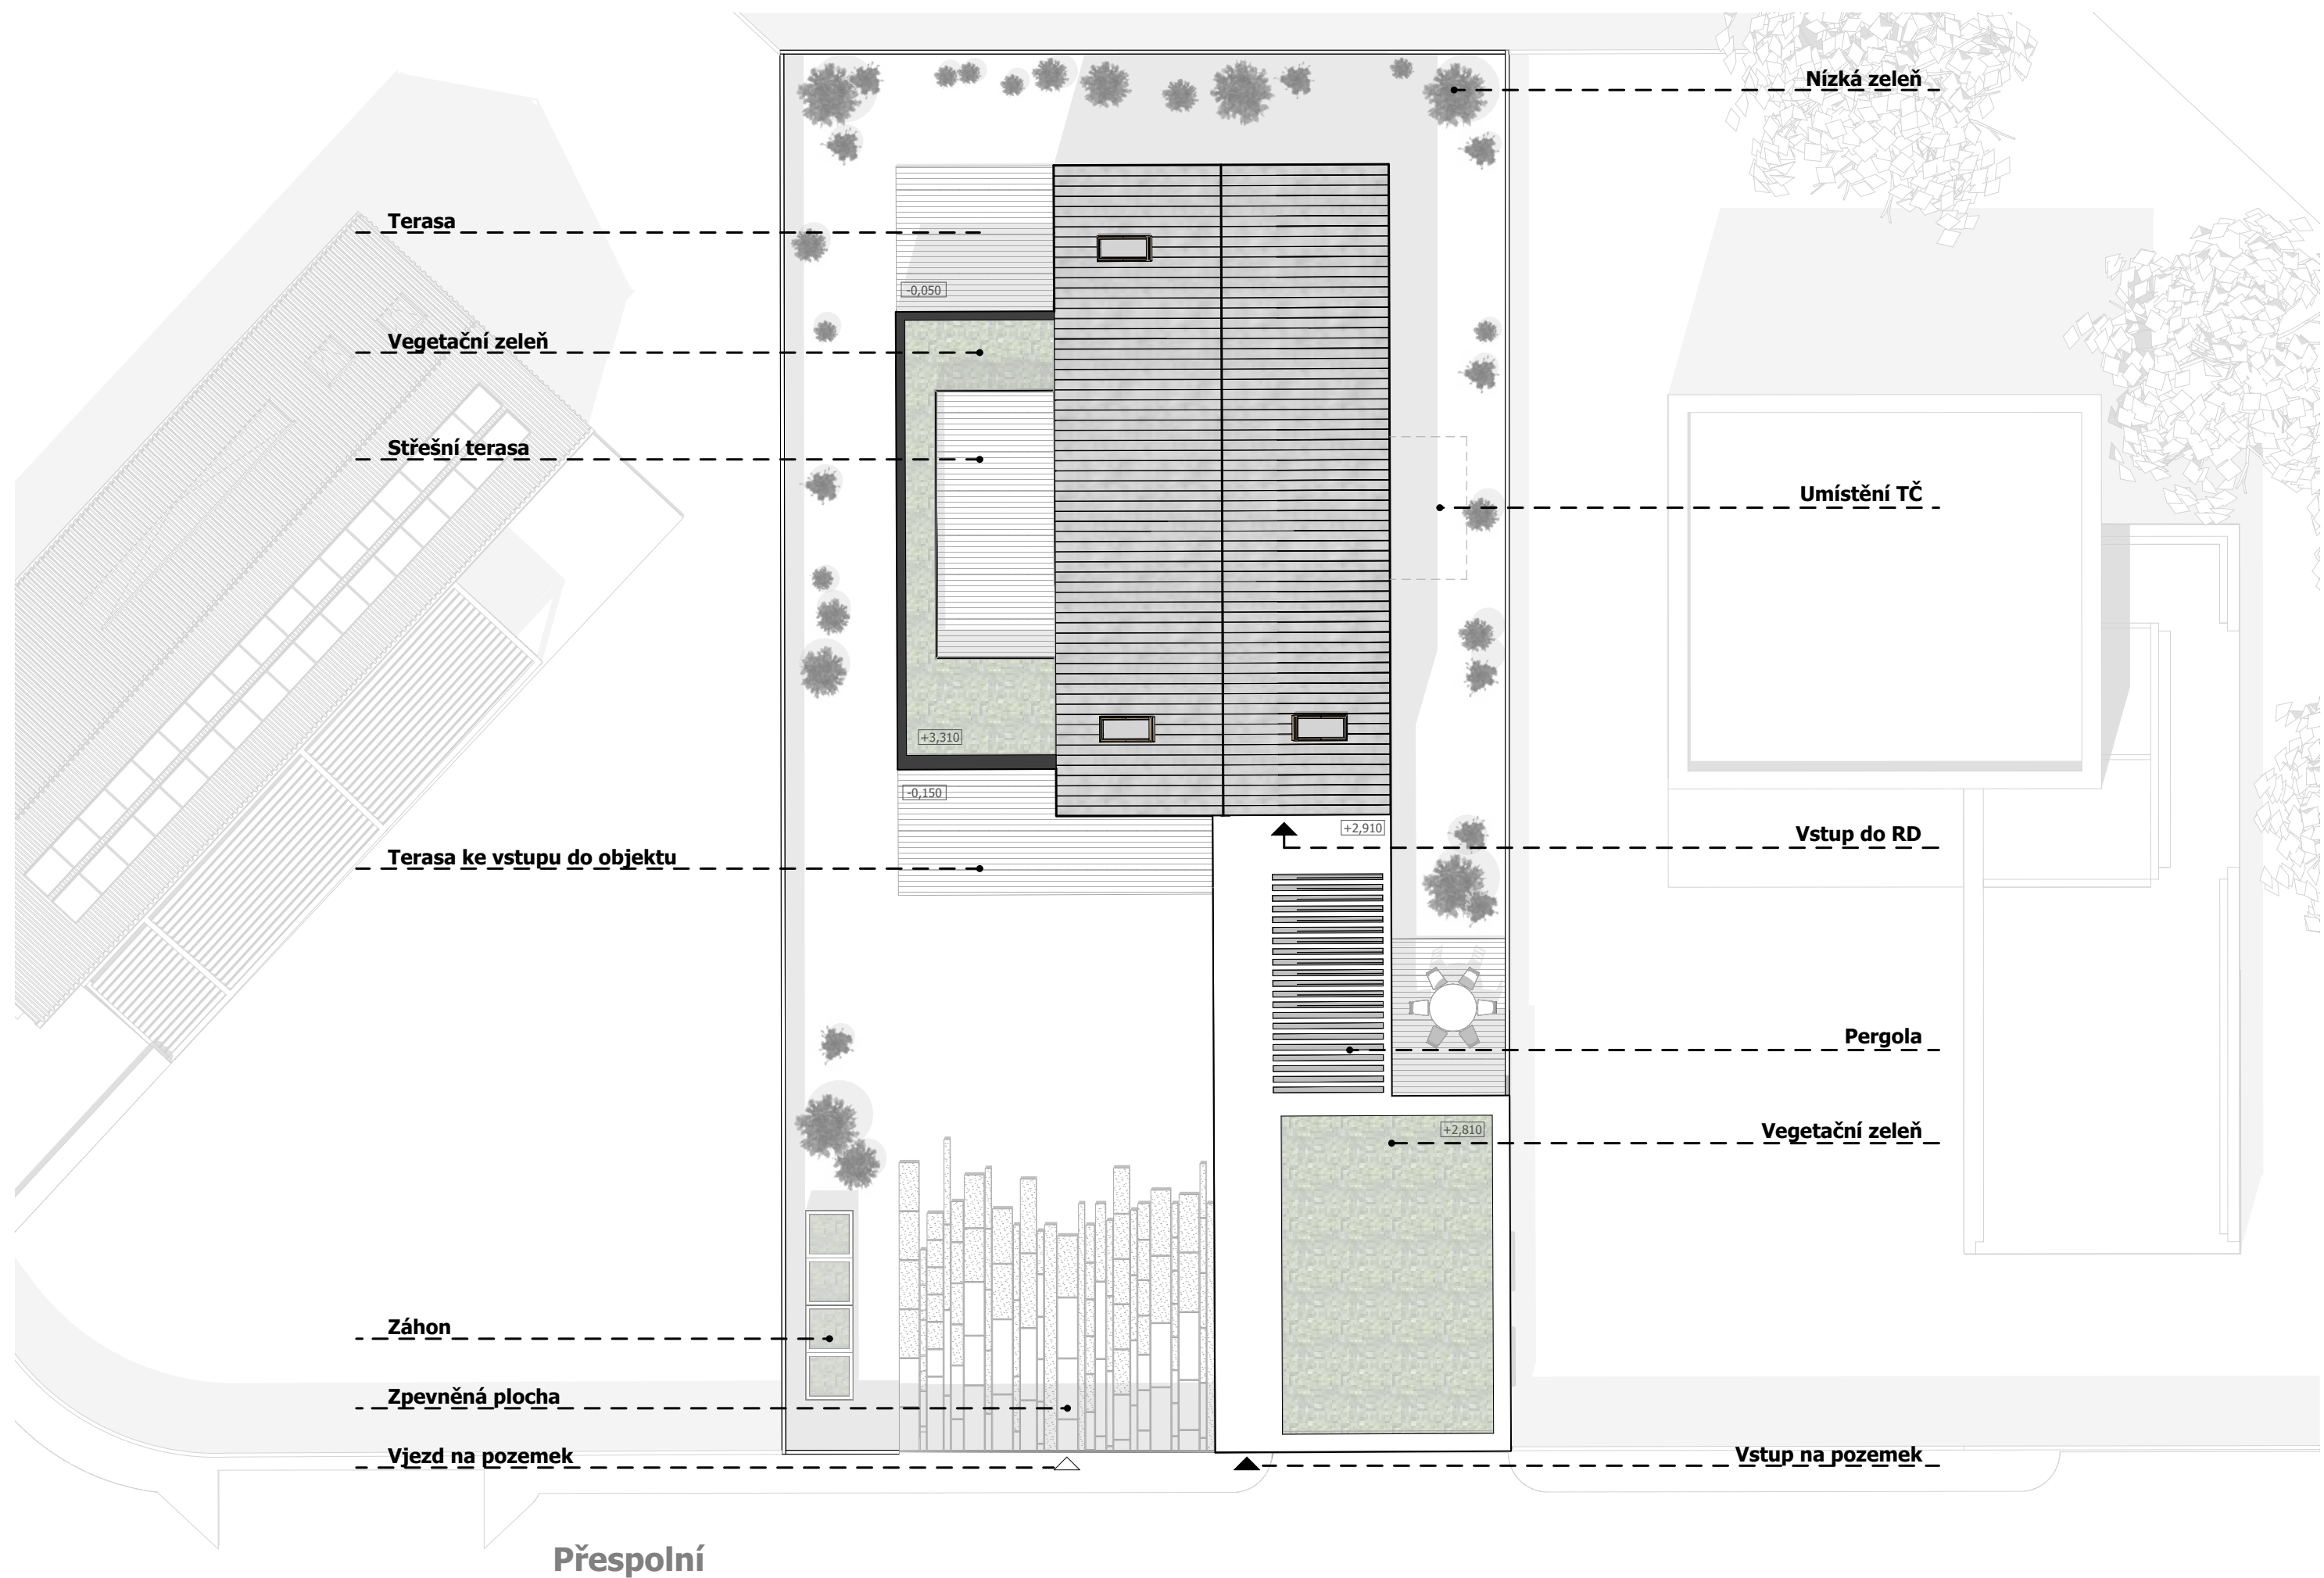 Nízká zeleň
Terasa
-0,050
Vegetační zeleň
Střešní terasa
Umístění TČ
+3,310
-0,150
+2,910
Vstup do RD
Terasa ke vstupu do objektu
Pergola
+2,810
Vegetační zeleň
Záhon
Zpevněná plocha
Vjezd na pozemek
Vstup na pozemek
Přespolní